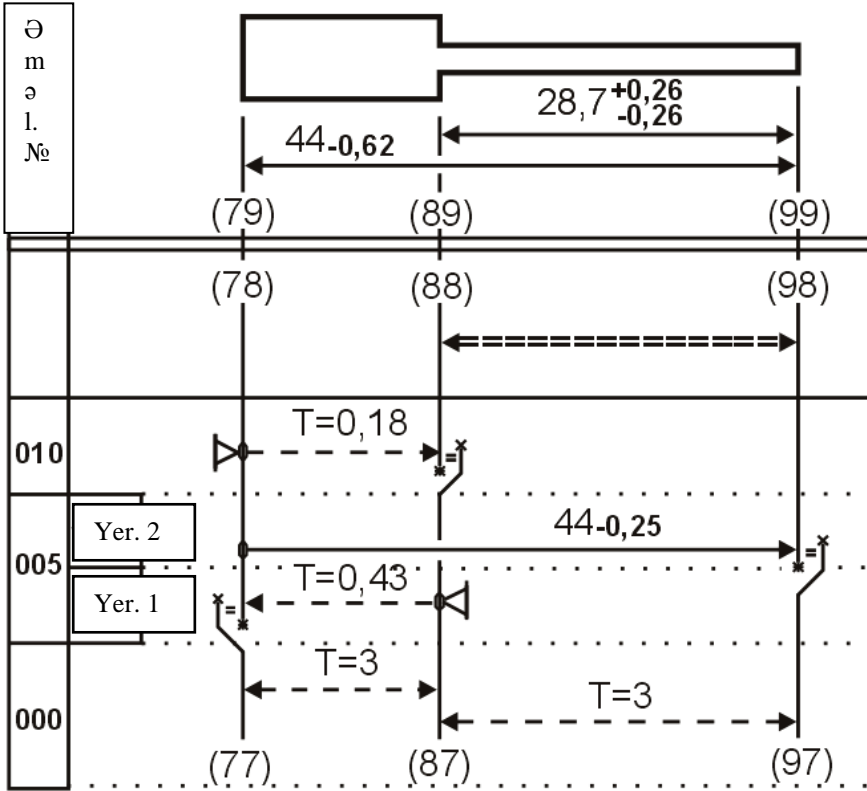 Ə
m
ə
l.
№
28,7+0,26
-0,26
44-0,62
(79) (89) (99)
(78) (88) (98)
010 T=0,18 =
Yer. 2 44-0,25 =
005
Yer. 1 = T=0,43
T=3
T=3
000
(77) (87) (97)